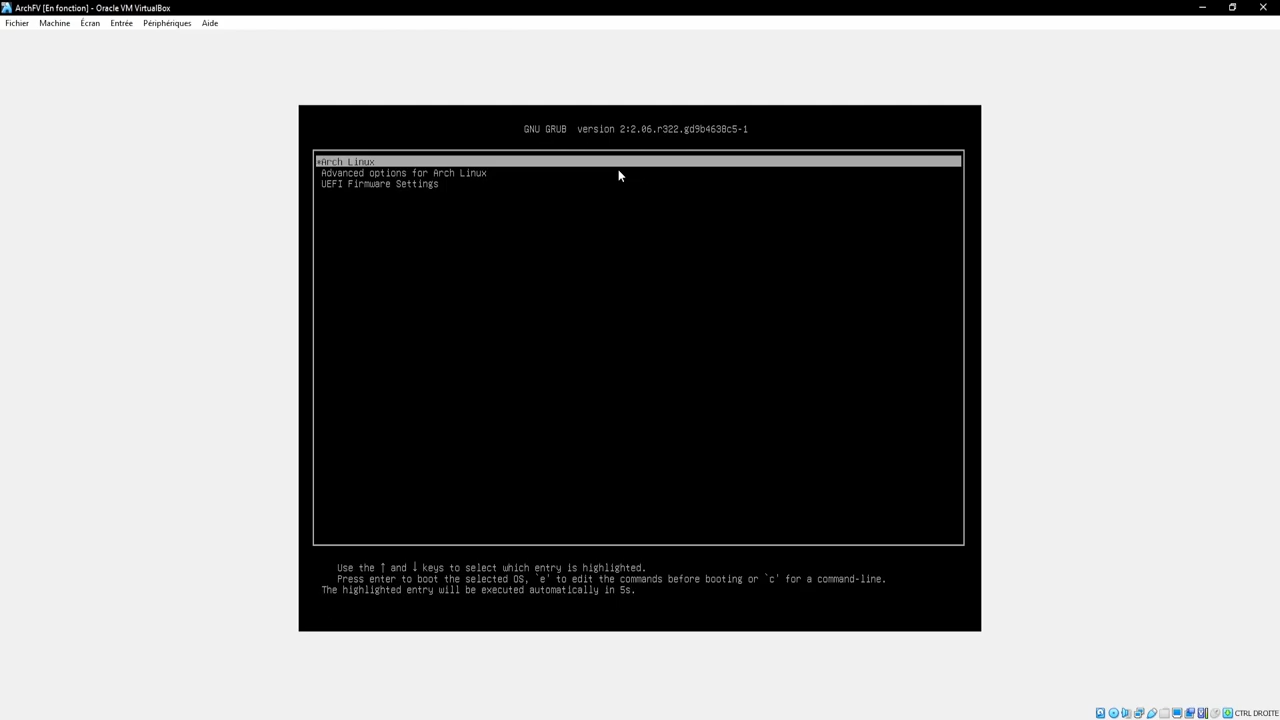 ArchFV [En fonction] - Oracle VM VirtualBox
Fichier Machine Écran Entrée Périphériques Aide
GNU GRUB version 2:2.06.r322.gd9b4638c5-1
*Arch Linux
Advanced options for Arch Linux
UEFI Firmware Settings
Use the ↑ and ↓ keys to select which entry is highlighted.
Press enter to boot the selected OS, `e' to edit the commands before booting or `c' for a command-line.
The highlighted entry will be executed automatically in 5s.
CTRL DROITE